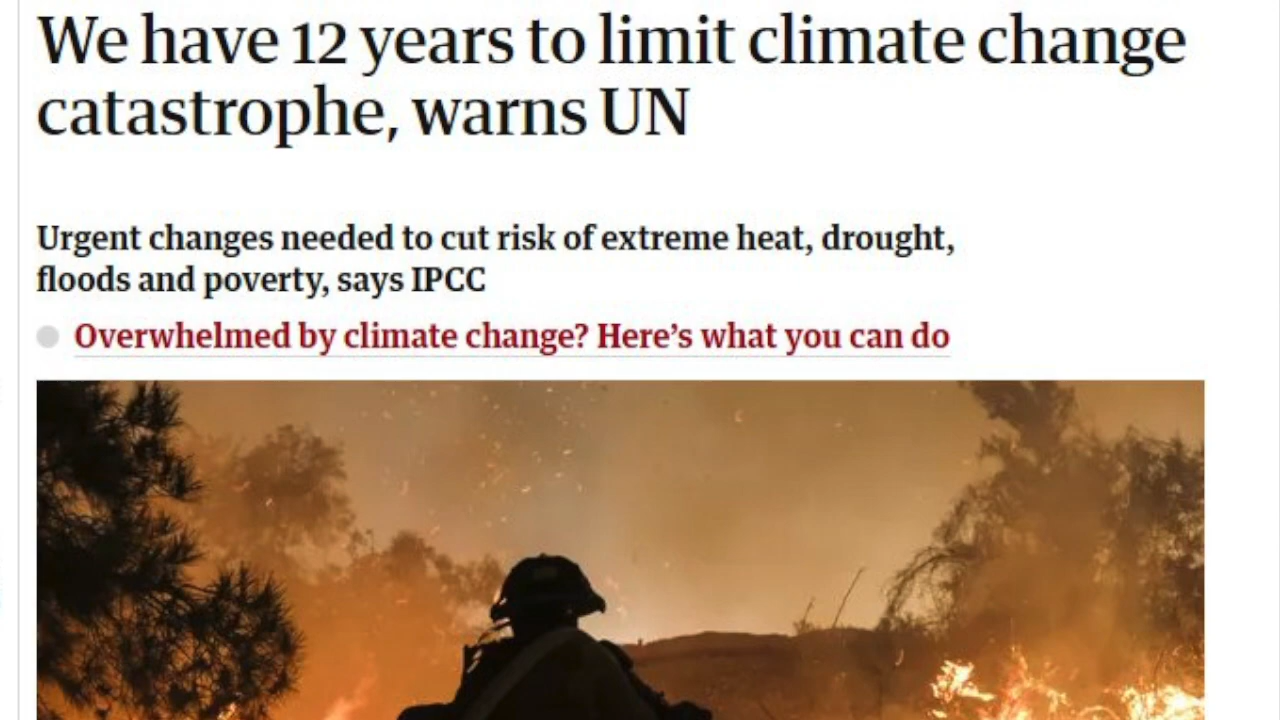 We have 12 years to limit climate change
catastrophe, warns UN
Urgent changes needed to cut risk of extreme heat, drought,
floods and poverty, says IPCC
Overwhelmed by climate change? Here’s what you can do